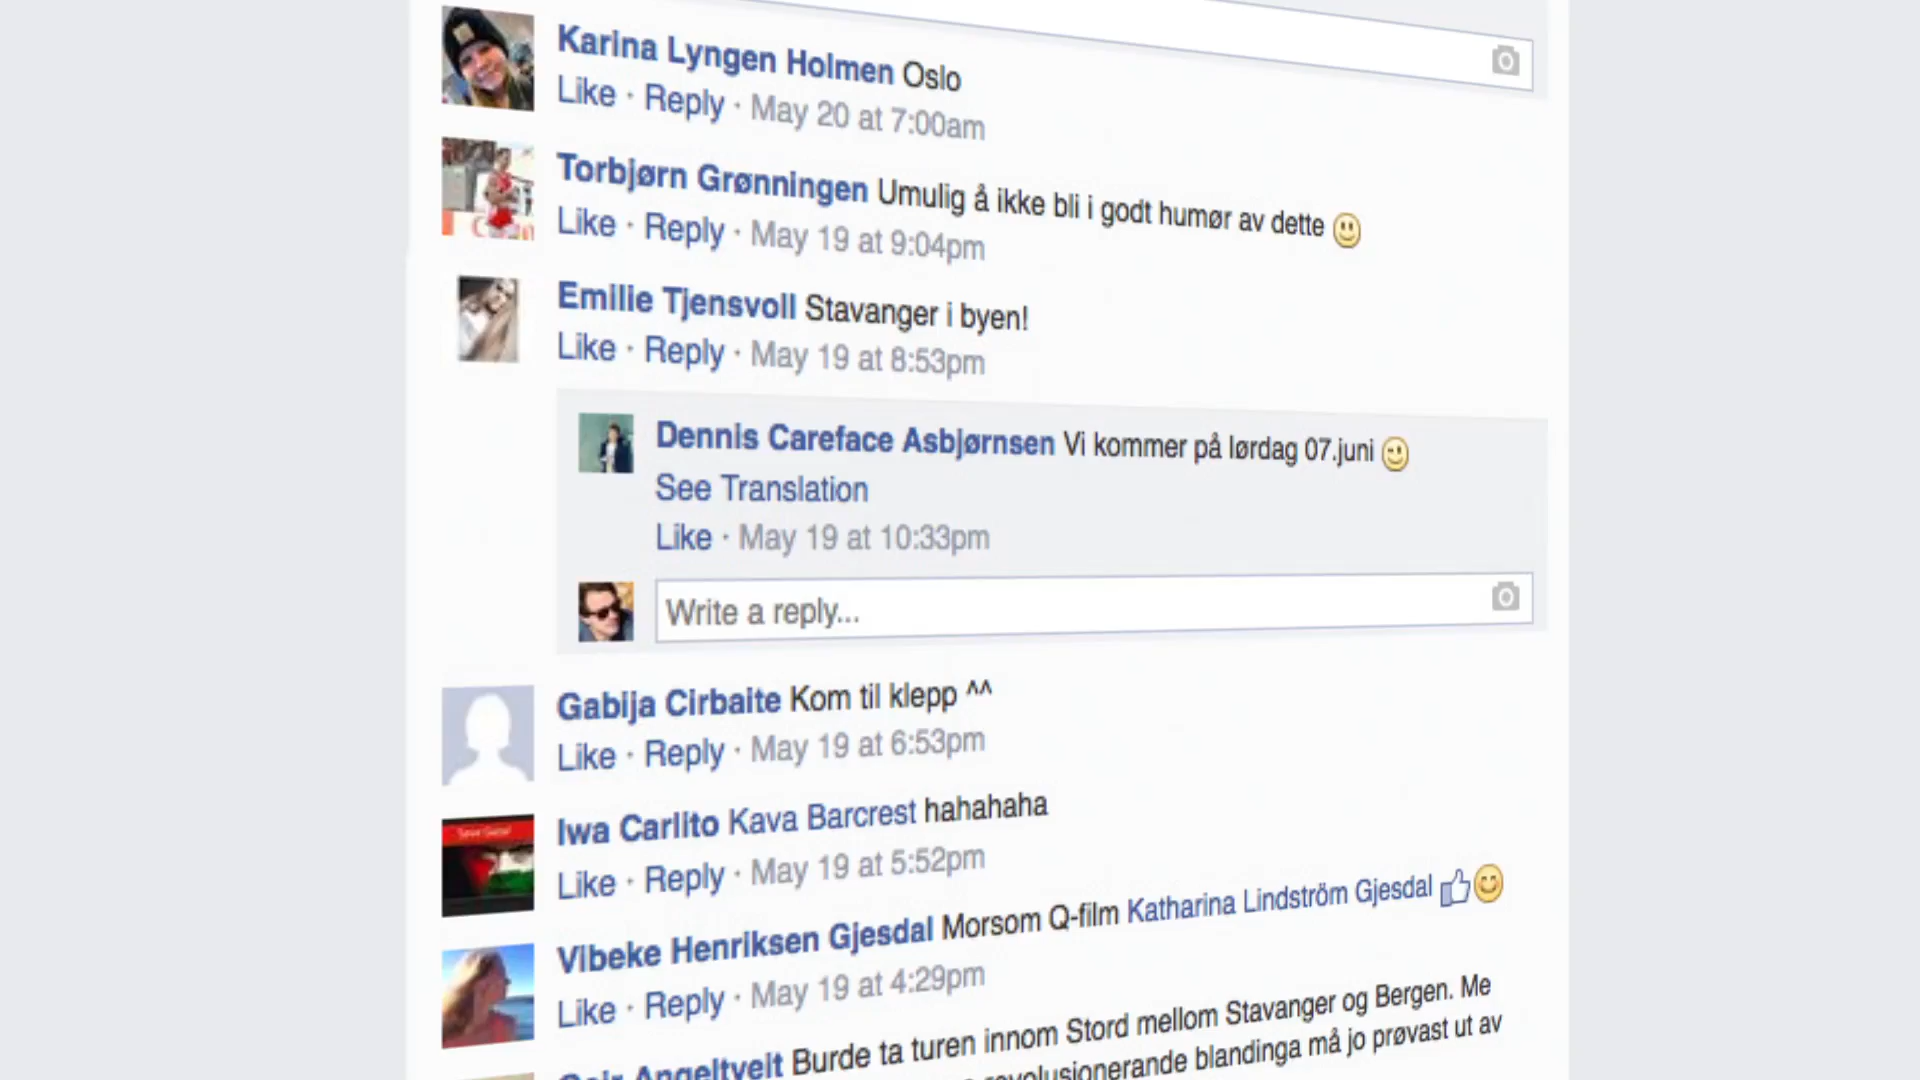 Karina Lyngen Holmen Oslo
Like · Reply · May 20 at 7:00am
Torbjørn Grønningen Umulig å ikke bli i godt humør av dette
Like · Reply · May 19 at 9:04pm
Emilie Tjensvoll Stavanger i byen!
Like · Reply · May 19 at 8:53pm
Dennis Careface Asbjørnsen Vi kommer på lørdag 07.juni
See Translation
Like · May 19 at 10:33pm
Write a reply...
Gabija Cirbaite Kom til klepp ^^
Like · Reply · May 19 at 6:53pm
Iwa Carlito Kava Barcrest hahahaha
Like · Reply · May 19 at 5:52pm
Vibeke Henriksen Gjesdal Morsom Q-film Katharina Lindström Gjesdal
Like · Reply · May 19 at 4:29pm
Angeltveit Burde ta turen innom Stord mellom Stavanger og Bergen. Me
blandinga må jo prøvast ut av